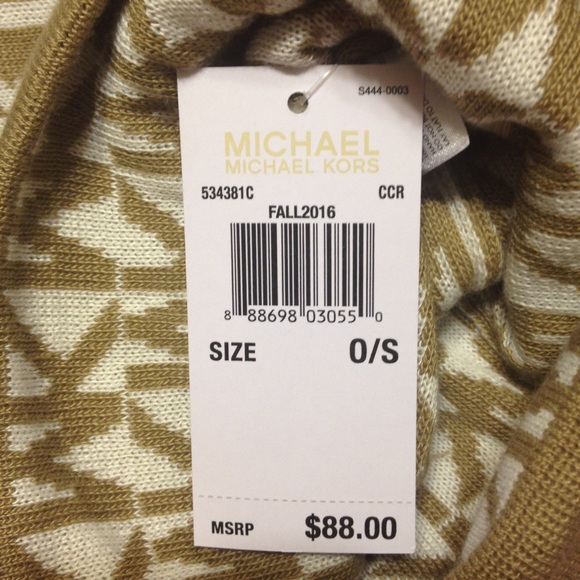 S444-0003
MICHAEL
MICHAEL KORS
534381C CCR
FALL2016
8 88698 03055 0
SIZE O/S
MSRP $88.00